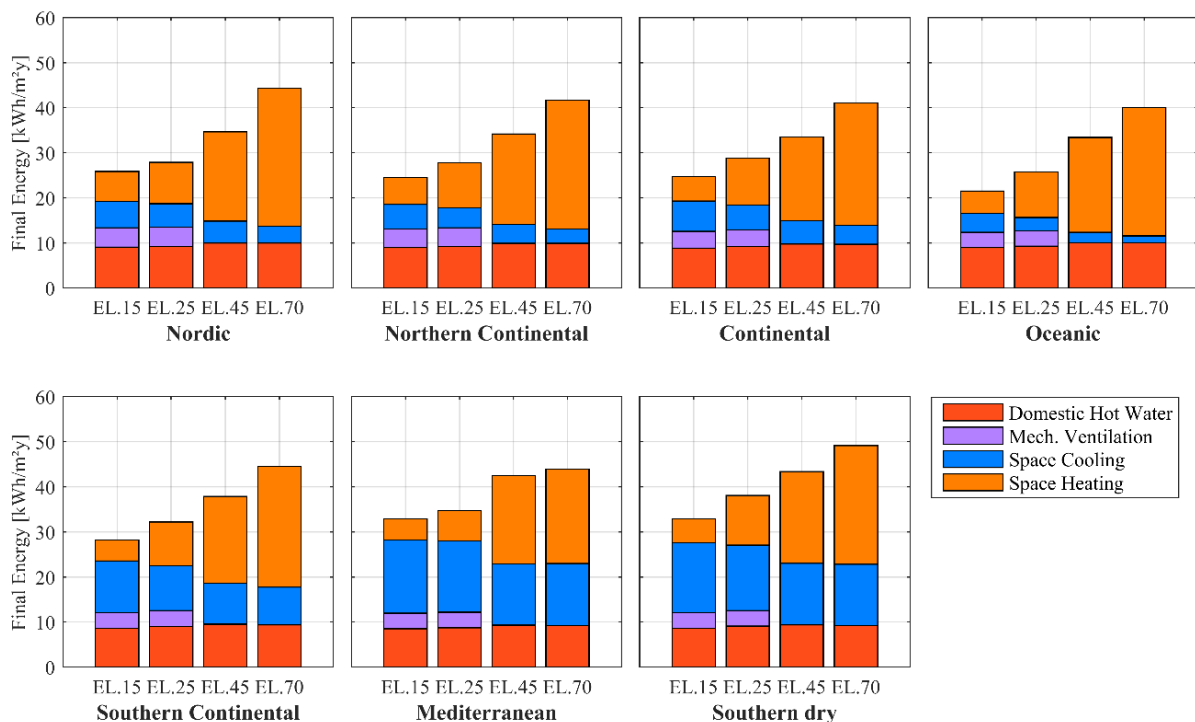 Final Energy [kWh/m²y]
60
50
40
30
20
10
0
EL.15 EL.25 EL.45 EL.70
Nordic
EL.15 EL.25 EL.45 EL.70
Northern Continental
EL.15 EL.25 EL.45 EL.70
Continental
EL.15 EL.25 EL.45 EL.70
Oceanic
Final Energy [kWh/m²y]
60
50
40
30
20
10
0
EL.15 EL.25 EL.45 EL.70
Southern Continental
EL.15 EL.25 EL.45 EL.70
Mediterranean
EL.15 EL.25 EL.45 EL.70
Southern dry
Domestic Hot Water
Mech. Ventilation
Space Cooling
Space Heating